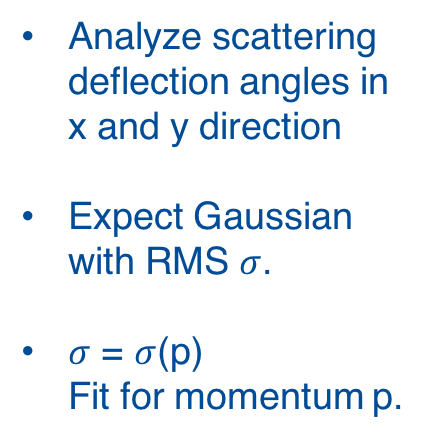 • Analyze scattering
deflection angles in
x and y direction
• Expect Gaussian
with RMS σ.
• σ = σ(p)
Fit for momentum p.